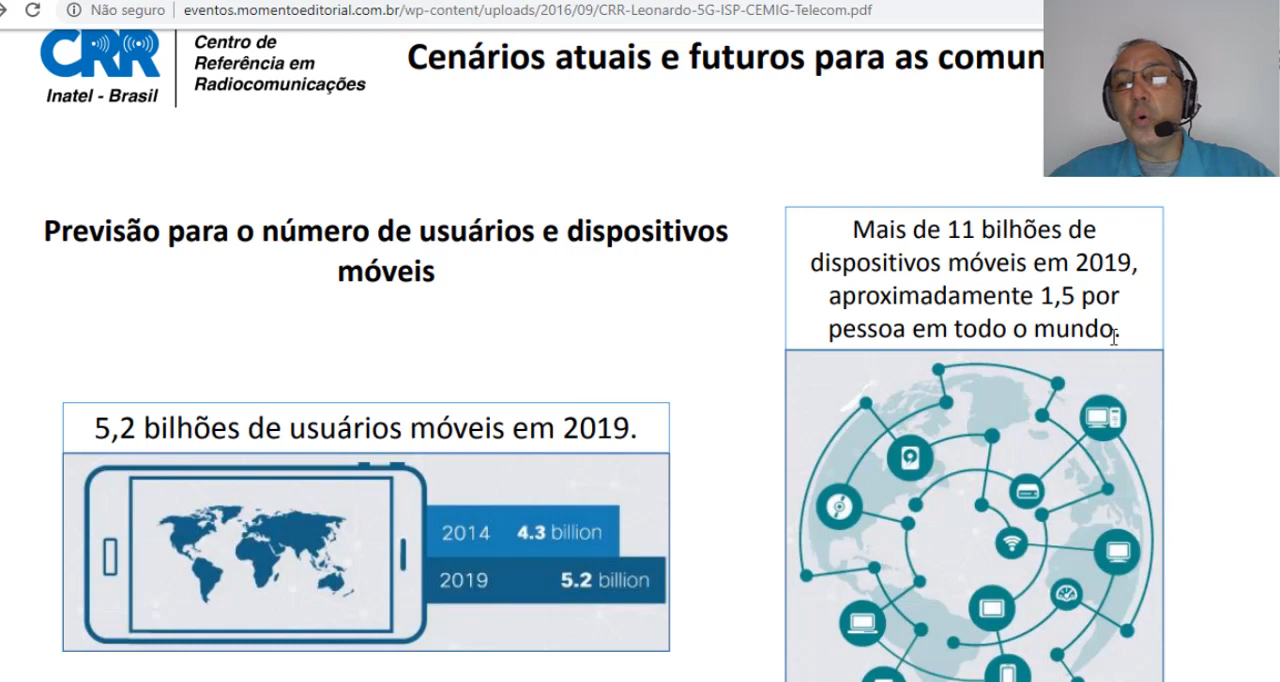 Não seguro
eventos.momentoeditorial.com.br/wp-content/uploads/2016/09/CRR-Leonardo-5G-ISP-CEMIG-Telecom.pdf
CRR
Inatel - Brasil
Centro de
Referência em
Radiocomunicações
Cenários atuais e futuros para as comun
Previsão para o número de usuários e dispositivos
móveis
Mais de 11 bilhões de
dispositivos móveis em 2019,
aproximadamente 1,5 por
pessoa em todo o mundo.
5,2 bilhões de usuários móveis em 2019.
2014 4.3 billion
2019 5.2 billion